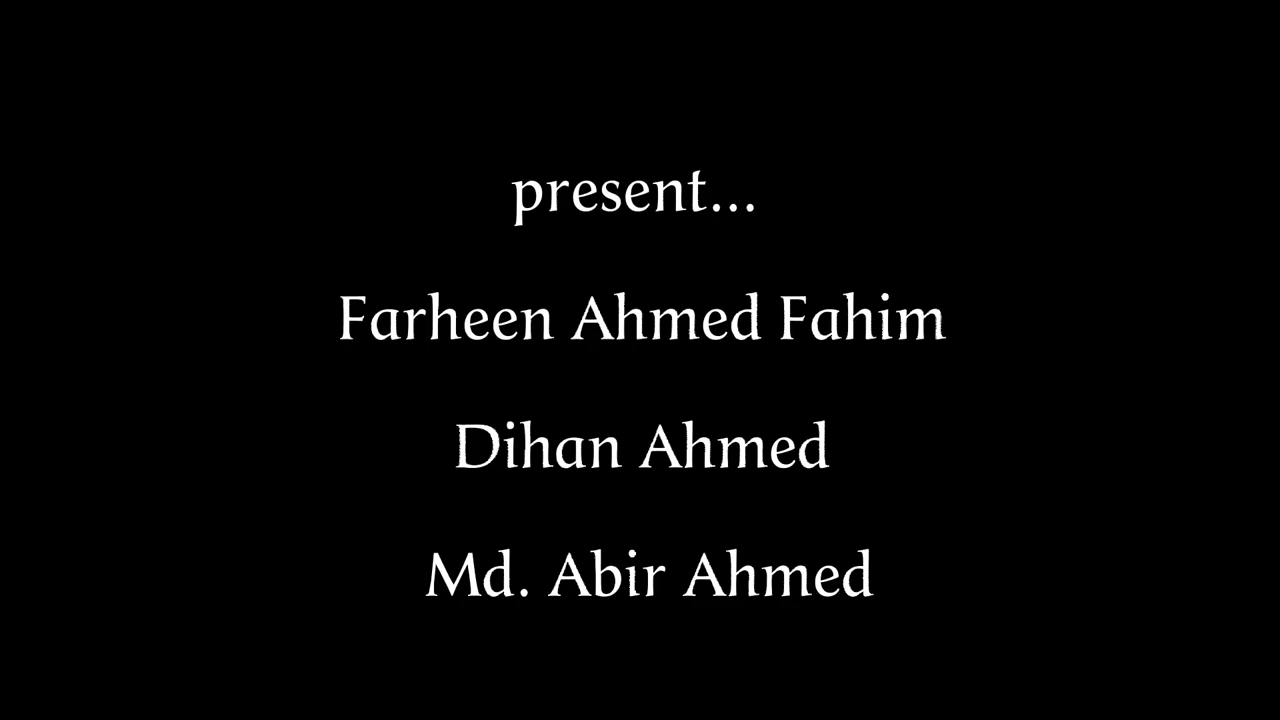 present...
Farheen Ahmed Fahim
Dihan Ahmed
Md. Abir Ahmed